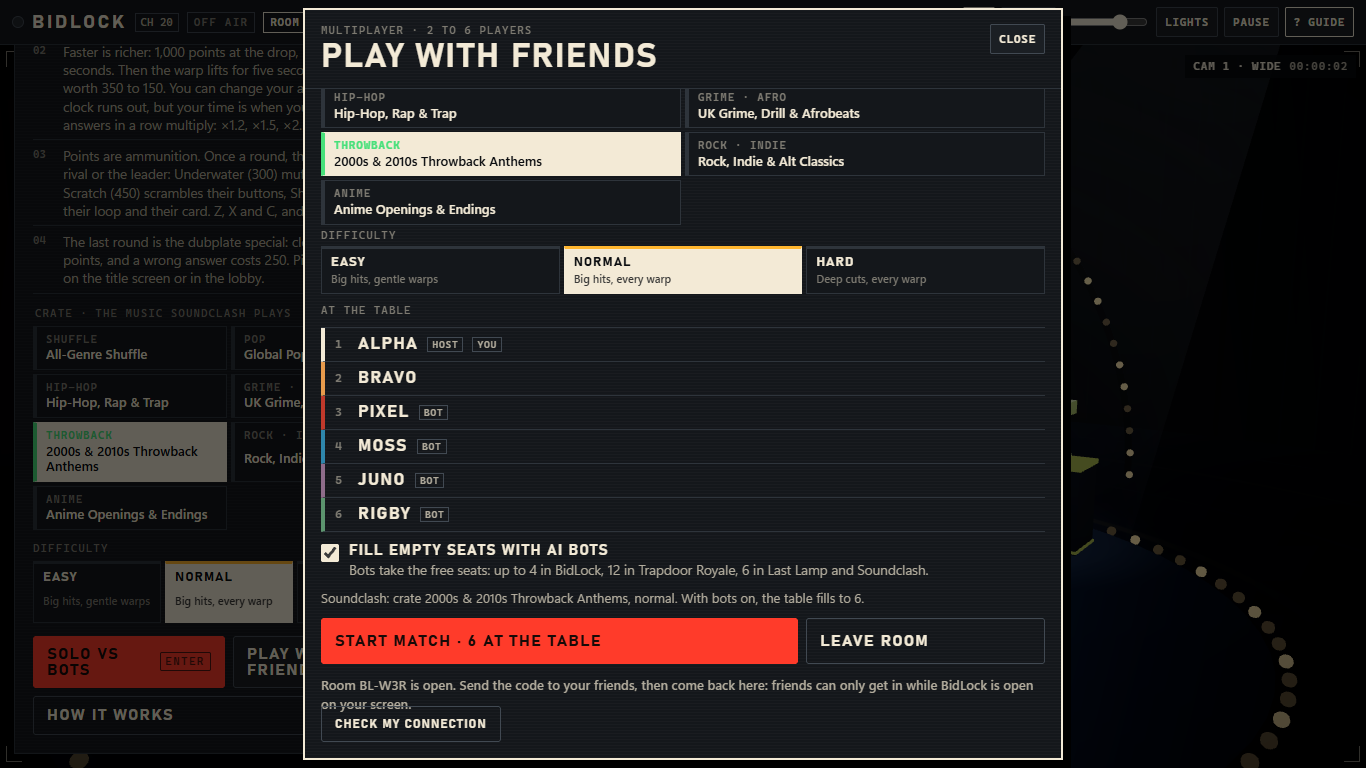 BIDLOCK
CH 20
OFF AIR
ROOM
LIGHTS
PAUSE
? GUIDE
CAM 1 · WIDE 00:00:02
02
Faster is richer: 1,000 points at the drop,
seconds. Then the warp lifts for five seco
worth 350 to 150. You can change your a
clock runs out, but your time is when yo
answers in a row multiply: ×1.2, ×1.5, ×2.
03
Points are ammunition. Once a round, th
rival or the leader: Underwater (300) mut
Scratch (450) scrambles their buttons, Sh
their loop and their card. Z, X and C, and
04
The last round is the dubplate special: cl
points, and a wrong answer costs 250. Pi
on the title screen or in the lobby.
CRATE · THE MUSIC SOUNDCLASH PLAYS
SHUFFLE
All-Genre Shuffle
POP
Global Pop
HIP-HOP
Hip-Hop, Rap & Trap
GRIME ·
UK Grime,
THROWBACK
2000s & 2010s Throwback
Anthems
ROCK · I
Rock, Indi
ANIME
Anime Openings & Endings
DIFFICULTY
EASY
Big hits, gentle warps
NORMAL
Big hits, every warp
SOLO VS
BOTS
ENTER
PLAY W
FRIEN
HOW IT WORKS
MULTIPLAYER · 2 TO 6 PLAYERS
PLAY WITH FRIENDS
CLOSE
HIP-HOP
Hip-Hop, Rap & Trap
GRIME · AFRO
UK Grime, Drill & Afrobeats
THROWBACK
2000s & 2010s Throwback Anthems
ROCK · INDIE
Rock, Indie & Alt Classics
ANIME
Anime Openings & Endings
DIFFICULTY
EASY
Big hits, gentle warps
NORMAL
Big hits, every warp
HARD
Deep cuts, every warp
AT THE TABLE
1 ALPHA HOST YOU
2 BRAVO
3 PIXEL BOT
4 MOSS BOT
5 JUNO BOT
6 RIGBY BOT
FILL EMPTY SEATS WITH AI BOTS
Bots take the free seats: up to 4 in BidLock, 12 in Trapdoor Royale, 6 in Last Lamp and Soundclash.
Soundclash: crate 2000s & 2010s Throwback Anthems, normal. With bots on, the table fills to 6.
START MATCH · 6 AT THE TABLE
LEAVE ROOM
Room BL-W3R is open. Send the code to your friends, then come back here: friends can only get in while BidLock is open
on your screen.
CHECK MY CONNECTION